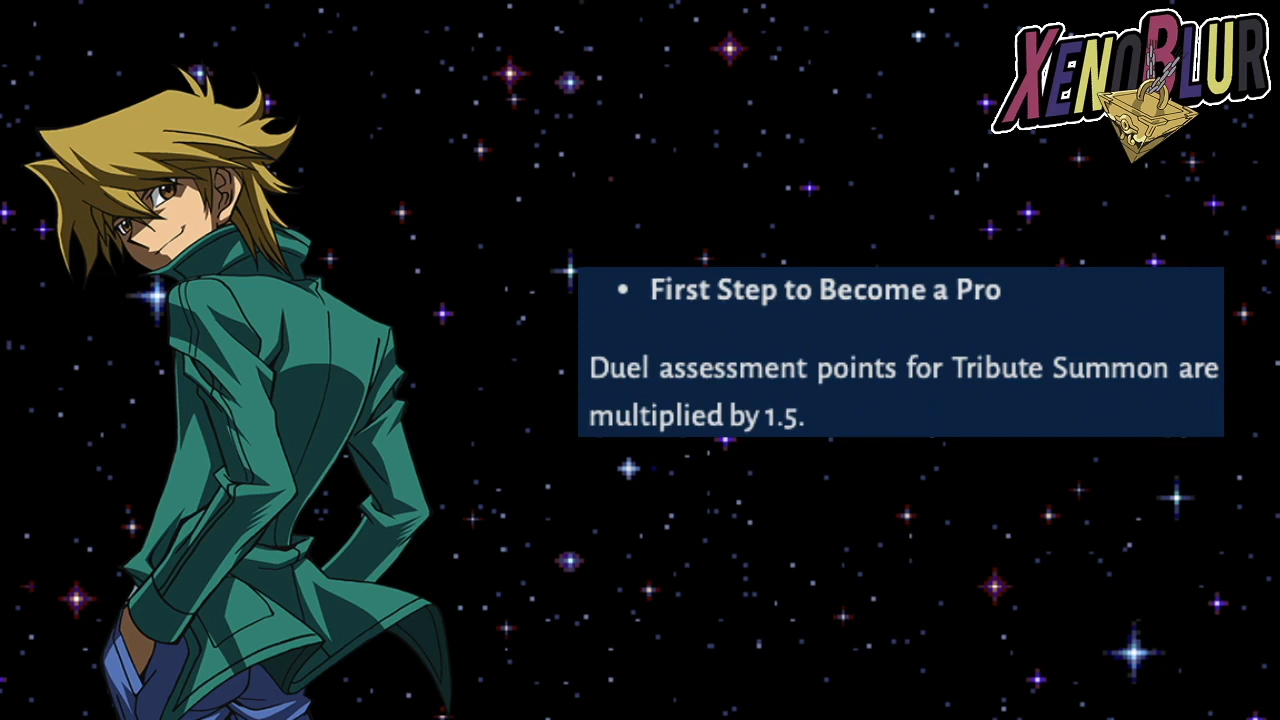 XENOBLUR
• First Step to Become a Pro
Duel assessment points for Tribute Summon are
multiplied by 1.5.